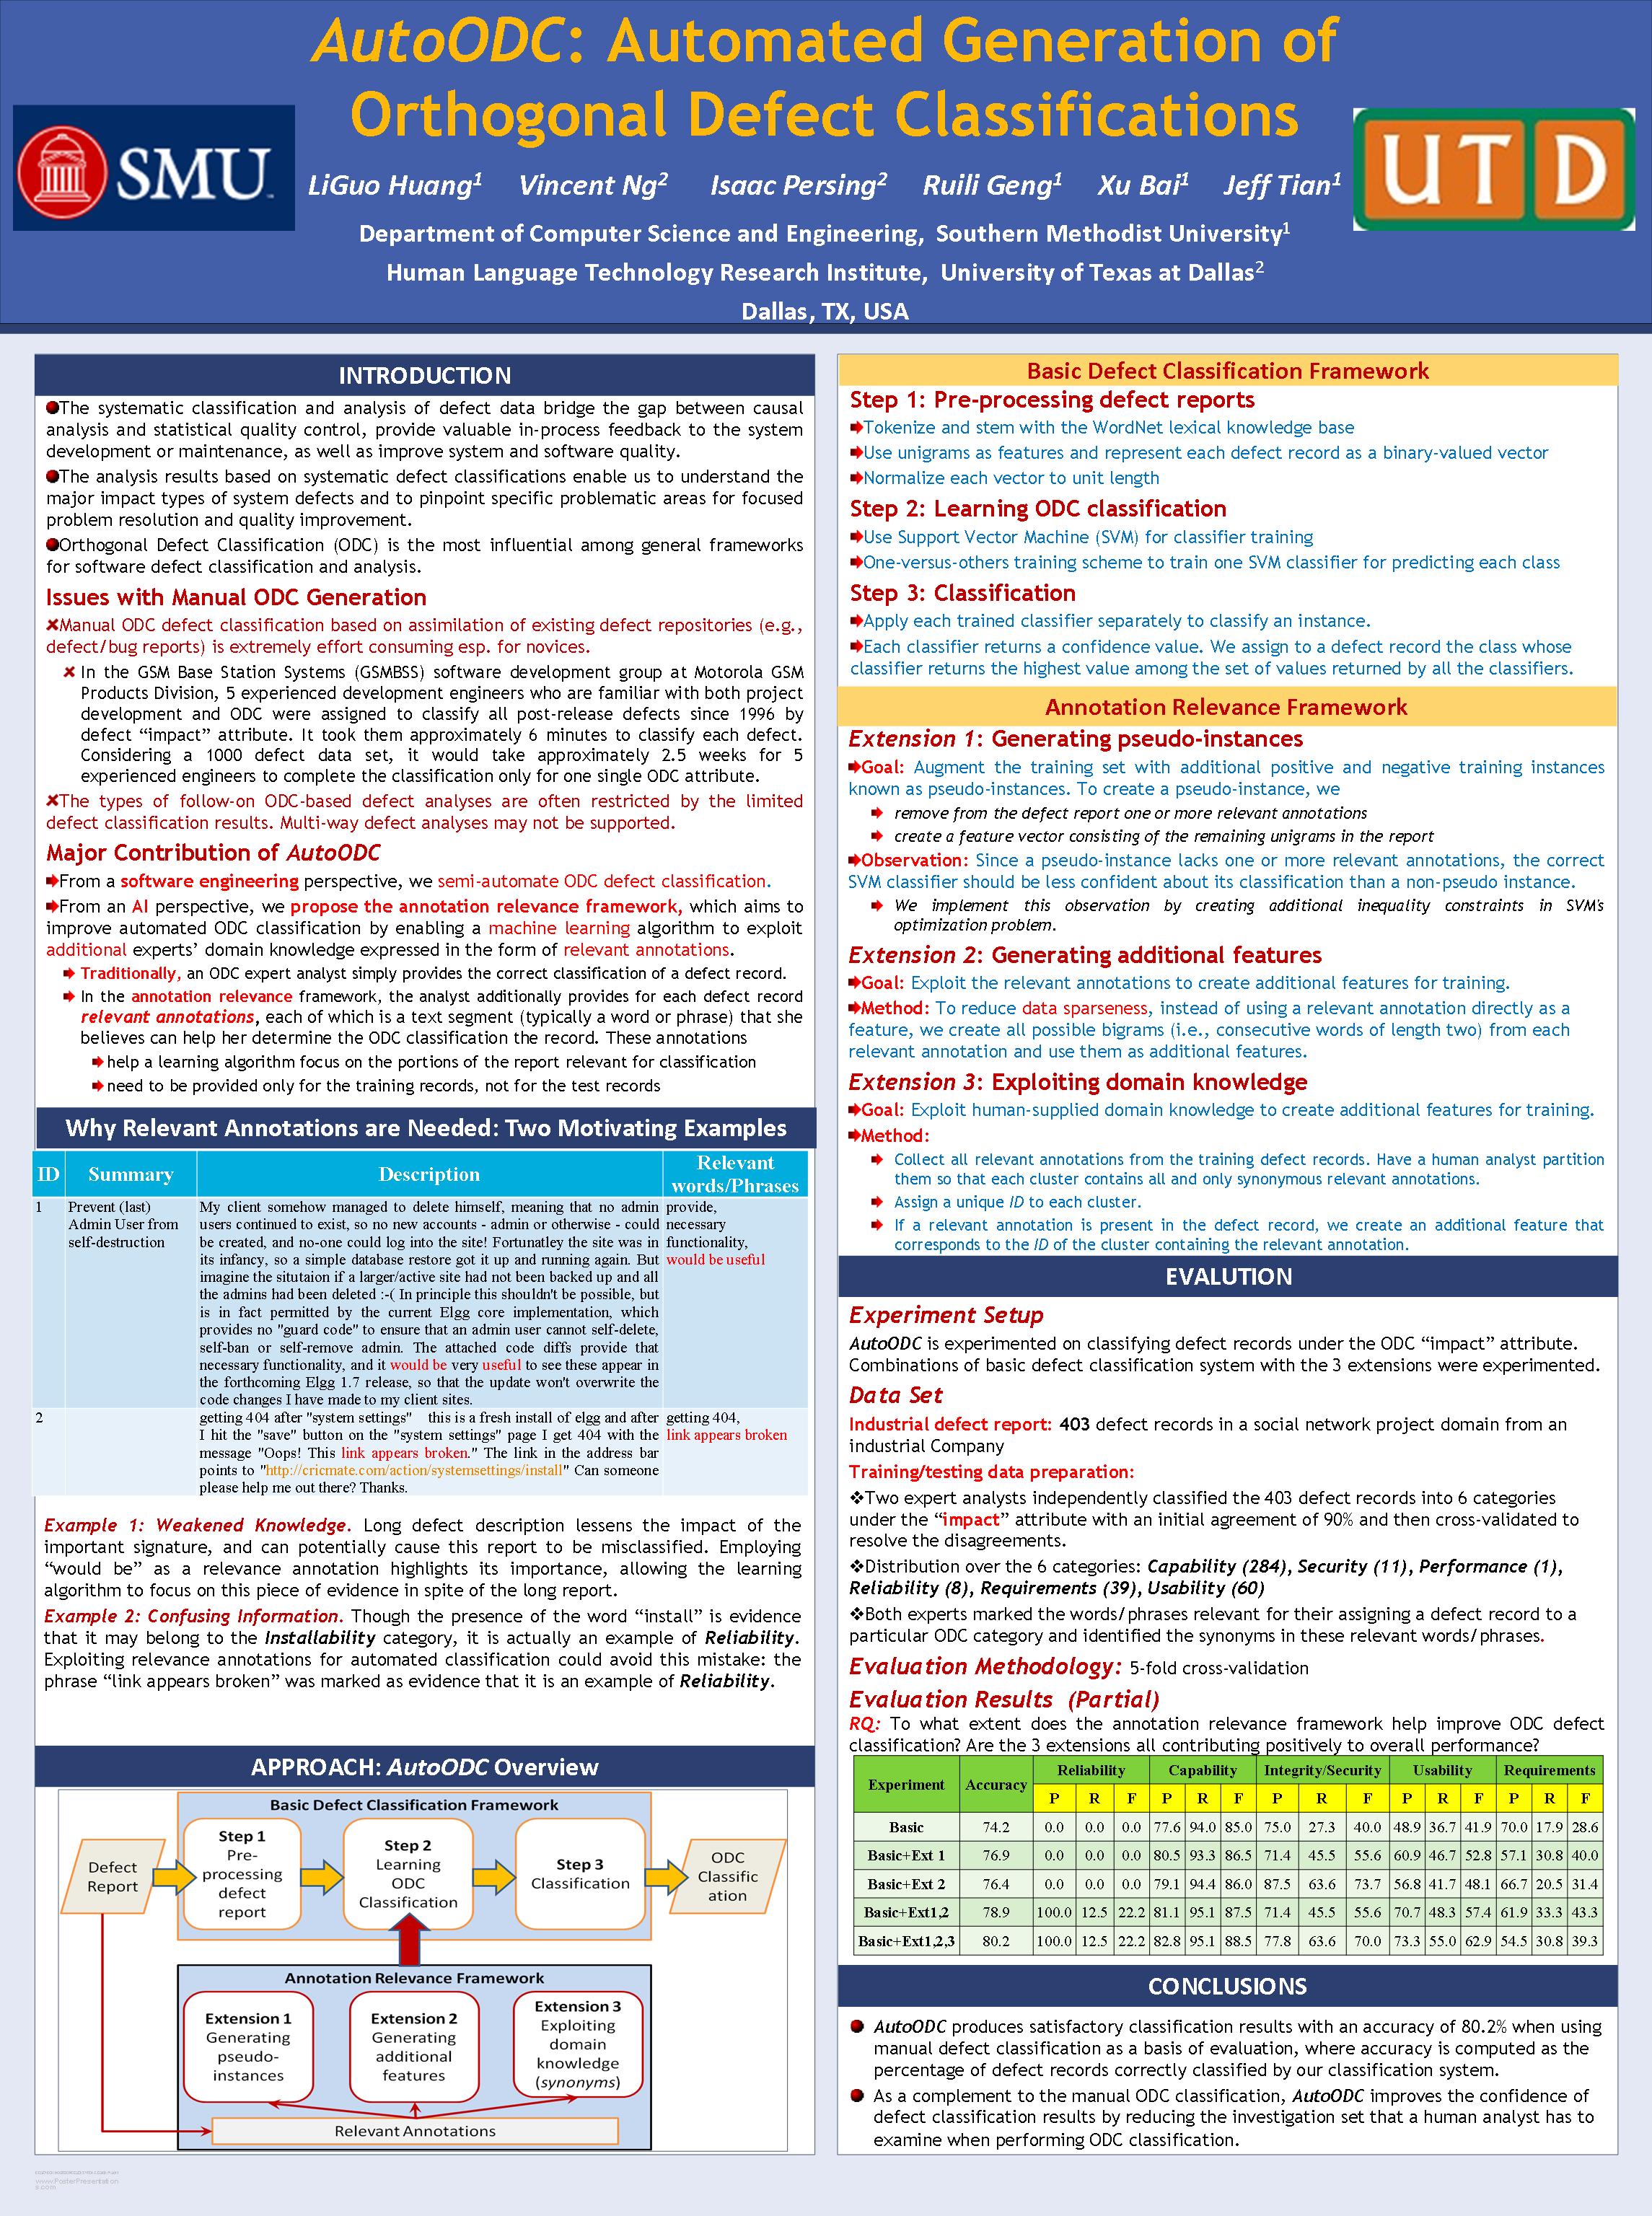 AutoODC: Automated Generation of
Orthogonal Defect Classifications
SMU
UTD
LiGuo Huang1 Vincent Ng2 Isaac Persing2 Ruili Geng1 Xu Bai1 Jeff Tian1
Department of Computer Science and Engineering, Southern Methodist University1
Human Language Technology Research Institute, University of Texas at Dallas2
Dallas, TX, USA
INTRODUCTION
The systematic classification and analysis of defect data bridge the gap between causal
analysis and statistical quality control, provide valuable in-process feedback to the system
development or maintenance, as well as improve system and software quality.
The analysis results based on systematic defect classifications enable us to understand the
major impact types of system defects and to pinpoint specific problematic areas for focused
problem resolution and quality improvement.
Orthogonal Defect Classification (ODC) is the most influential among general frameworks
for software defect classification and analysis.
Issues with Manual ODC Generation
✘Manual ODC defect classification based on assimilation of existing defect repositories (e.g.,
defect/bug reports) is extremely effort consuming esp. for novices.
✘ In the GSM Base Station Systems (GSMBSS) software development group at Motorola GSM
Products Division, 5 experienced development engineers who are familiar with both project
development and ODC were assigned to classify all post-release defects since 1996 by
defect “impact” attribute. It took them approximately 6 minutes to classify each defect.
Considering a 1000 defect data set, it would take approximately 2.5 weeks for 5
experienced engineers to complete the classification only for one single ODC attribute.
✘The types of follow-on ODC-based defect analyses are often restricted by the limited
defect classification results. Multi-way defect analyses may not be supported.
Major Contribution of AutoODC
From a software engineering perspective, we semi-automate ODC defect classification.
From an AI perspective, we propose the annotation relevance framework, which aims to
improve automated ODC classification by enabling a machine learning algorithm to exploit
additional experts’ domain knowledge expressed in the form of relevant annotations.
Traditionally, an ODC expert analyst simply provides the correct classification of a defect record.
In the annotation relevance framework, the analyst additionally provides for each defect record
relevant annotations, each of which is a text segment (typically a word or phrase) that she
believes can help her determine the ODC classification the record. These annotations
help a learning algorithm focus on the portions of the report relevant for classification
need to be provided only for the training records, not for the test records
Why Relevant Annotations are Needed: Two Motivating Examples
ID Summary Description Relevant words/Phrases
1 Prevent (last) Admin User from self-destruction
My client somehow managed to delete himself, meaning that no admin
users continued to exist, so no new accounts - admin or otherwise - could
be created, and no-one could log into the site! Fortunatley the site was in
its infancy, so a simple database restore got it up and running again. But
imagine the situtaion if a larger/active site had not been backed up and all
the admins had been deleted :-( In principle this shouldn't be possible, but
is in fact permitted by the current Elgg core implementation, which
provides no "guard code" to ensure that an admin user cannot self-delete,
self-ban or self-remove admin. The attached code diffs provide that
necessary functionality, and it would be very useful to see these appear in
the forthcoming Elgg 1.7 release, so that the update won't overwrite the
code changes I have made to my client sites.
provide,
necessary
functionality,
would be useful
2
getting 404 after "system settings" this is a fresh install of elgg and after
I hit the "save" button on the "system settings" page I get 404 with the
message "Oops! This link appears broken." The link in the address bar
points to "http://cricmate.com/action/systemsettings/install" Can someone
please help me out there? Thanks.
getting 404,
link appears broken
Example 1: Weakened Knowledge. Long defect description lessens the impact of the
important signature, and can potentially cause this report to be misclassified. Employing
“would be” as a relevance annotation highlights its importance, allowing the learning
algorithm to focus on this piece of evidence in spite of the long report.
Example 2: Confusing Information. Though the presence of the word “install” is evidence
that it may belong to the Installability category, it is actually an example of Reliability.
Exploiting relevance annotations for automated classification could avoid this mistake: the
phrase “link appears broken” was marked as evidence that it is an example of Reliability.
APPROACH: AutoODC Overview
Basic Defect Classification Framework
Defect
Report
Step 1
Pre-
processing
defect
report
Step 2
Learning
ODC
Classification
Step 3
Classification
ODC
Classific
ation
Annotation Relevance Framework
Extension 1
Generating
pseudo-
instances
Extension 2
Generating
additional
features
Extension 3
Exploiting
domain
knowledge
(synonyms)
Relevant Annotations
Basic Defect Classification Framework
Step 1: Pre-processing defect reports
Tokenize and stem with the WordNet lexical knowledge base
Use unigrams as features and represent each defect record as a binary-valued vector
Normalize each vector to unit length
Step 2: Learning ODC classification
Use Support Vector Machine (SVM) for classifier training
One-versus-others training scheme to train one SVM classifier for predicting each class
Step 3: Classification
Apply each trained classifier separately to classify an instance.
Each classifier returns a confidence value. We assign to a defect record the class whose
classifier returns the highest value among the set of values returned by all the classifiers.
Annotation Relevance Framework
Extension 1: Generating pseudo-instances
Goal: Augment the training set with additional positive and negative training instances
known as pseudo-instances. To create a pseudo-instance, we
remove from the defect report one or more relevant annotations
create a feature vector consisting of the remaining unigrams in the report
Observation: Since a pseudo-instance lacks one or more relevant annotations, the correct
SVM classifier should be less confident about its classification than a non-pseudo instance.
We implement this observation by creating additional inequality constraints in SVM's
optimization problem.
Extension 2: Generating additional features
Goal: Exploit the relevant annotations to create additional features for training.
Method: To reduce data sparseness, instead of using a relevant annotation directly as a
feature, we create all possible bigrams (i.e., consecutive words of length two) from each
relevant annotation and use them as additional features.
Extension 3: Exploiting domain knowledge
Goal: Exploit human-supplied domain knowledge to create additional features for training.
Method:
Collect all relevant annotations from the training defect records. Have a human analyst partition
them so that each cluster contains all and only synonymous relevant annotations.
Assign a unique ID to each cluster.
If a relevant annotation is present in the defect record, we create an additional feature that
corresponds to the ID of the cluster containing the relevant annotation.
EVALUTION
Experiment Setup
AutoODC is experimented on classifying defect records under the ODC “impact” attribute.
Combinations of basic defect classification system with the 3 extensions were experimented.
Data Set
Industrial defect report: 403 defect records in a social network project domain from an
industrial Company
Training/testing data preparation:
❖Two expert analysts independently classified the 403 defect records into 6 categories
under the “impact” attribute with an initial agreement of 90% and then cross-validated to
resolve the disagreements.
❖Distribution over the 6 categories: Capability (284), Security (11), Performance (1),
Reliability (8), Requirements (39), Usability (60)
❖Both experts marked the words/phrases relevant for their assigning a defect record to a
particular ODC category and identified the synonyms in these relevant words/phrases.
Evaluation Methodology: 5-fold cross-validation
Evaluation Results (Partial)
RQ: To what extent does the annotation relevance framework help improve ODC defect
classification? Are the 3 extensions all contributing positively to overall performance?
Experiment Accuracy Reliability Capability Integrity/Security Usability Requirements
P R F P R F P R F P R F P R F
Basic 74.2 0.0 0.0 0.0 77.6 94.0 85.0 75.0 27.3 40.0 48.9 36.7 41.9 70.0 17.9 28.6
Basic+Ext 1 76.9 0.0 0.0 0.0 80.5 93.3 86.5 71.4 45.5 55.6 60.9 46.7 52.8 57.1 30.8 40.0
Basic+Ext 2 76.4 0.0 0.0 0.0 79.1 94.4 86.0 87.5 63.6 73.7 56.8 41.7 48.1 66.7 20.5 31.4
Basic+Ext1,2 78.9 100.0 12.5 22.2 81.1 95.1 87.5 71.4 45.5 55.6 70.7 48.3 57.4 61.9 33.3 43.3
Basic+Ext1,2,3 80.2 100.0 12.5 22.2 82.8 95.1 88.5 77.8 63.6 70.0 73.3 55.0 62.9 54.5 30.8 39.3
CONCLUSIONS
AutoODC produces satisfactory classification results with an accuracy of 80.2% when using
manual defect classification as a basis of evaluation, where accuracy is computed as the
percentage of defect records correctly classified by our classification system.
As a complement to the manual ODC classification, AutoODC improves the confidence of
defect classification results by reducing the investigation set that a human analyst has to
examine when performing ODC classification.
www.PosterPresentation
s.com